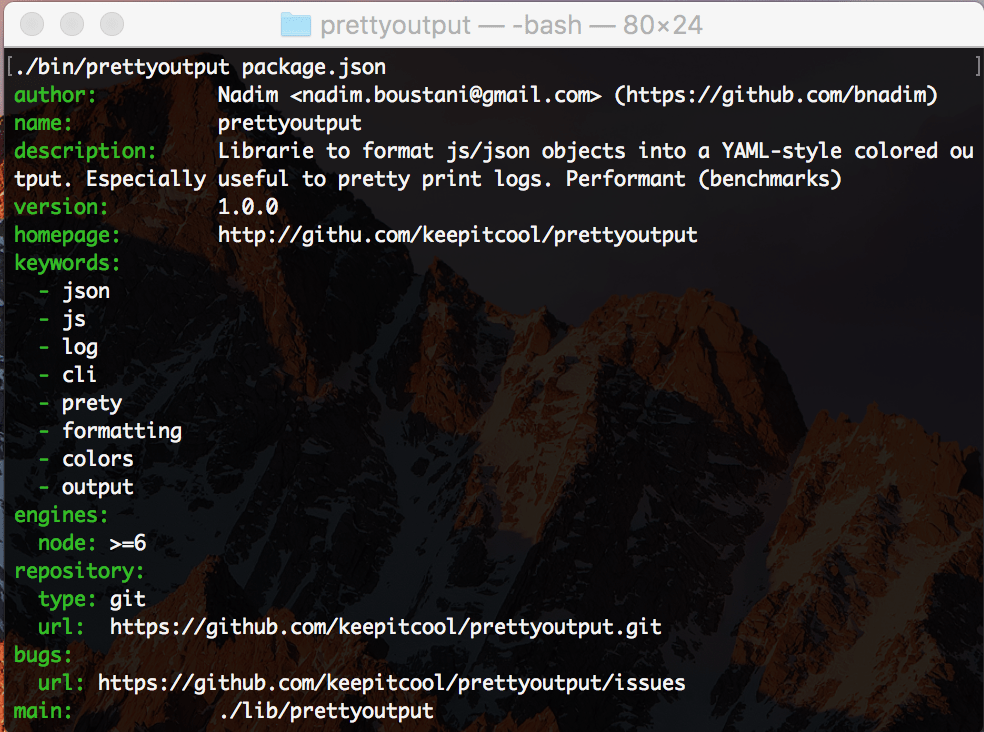 prettyoutput — -bash — 80×24
[./bin/prettyoutput package.json ]
author: Nadim <nadim.boustani@gmail.com> (https://github.com/bnadim)
name: prettyoutput
description: Librarie to format js/json objects into a YAML-style colored ou
tput. Especially useful to pretty print logs. Performant (benchmarks)
version: 1.0.0
homepage: http://githu.com/keepitcool/prettyoutput
keywords:
- json
- js
- log
- cli
- prety
- formatting
- colors
- output
engines:
node: >=6
repository:
type: git
url: https://github.com/keepitcool/prettyoutput.git
bugs:
url: https://github.com/keepitcool/prettyoutput/issues
main: ./lib/prettyoutput